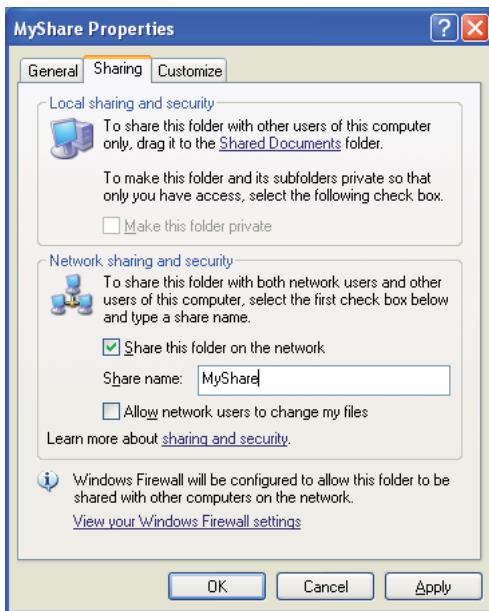 MyShare Properties
General Sharing Customize
Local sharing and security
To share this folder with other users of this computer
only, drag it to the Shared Documents folder.
To make this folder and its subfolders private so that
only you have access, select the following check box.
Make this folder private
Network sharing and security
To share this folder with both network users and other
users of this computer, select the first check box below
and type a share name.
Share this folder on the network
Share name: MyShare
Allow network users to change my files
Learn more about sharing and security.
Windows Firewall will be configured to allow this folder to be
shared with other computers on the network.
View your Windows Firewall settings
OK Cancel Apply